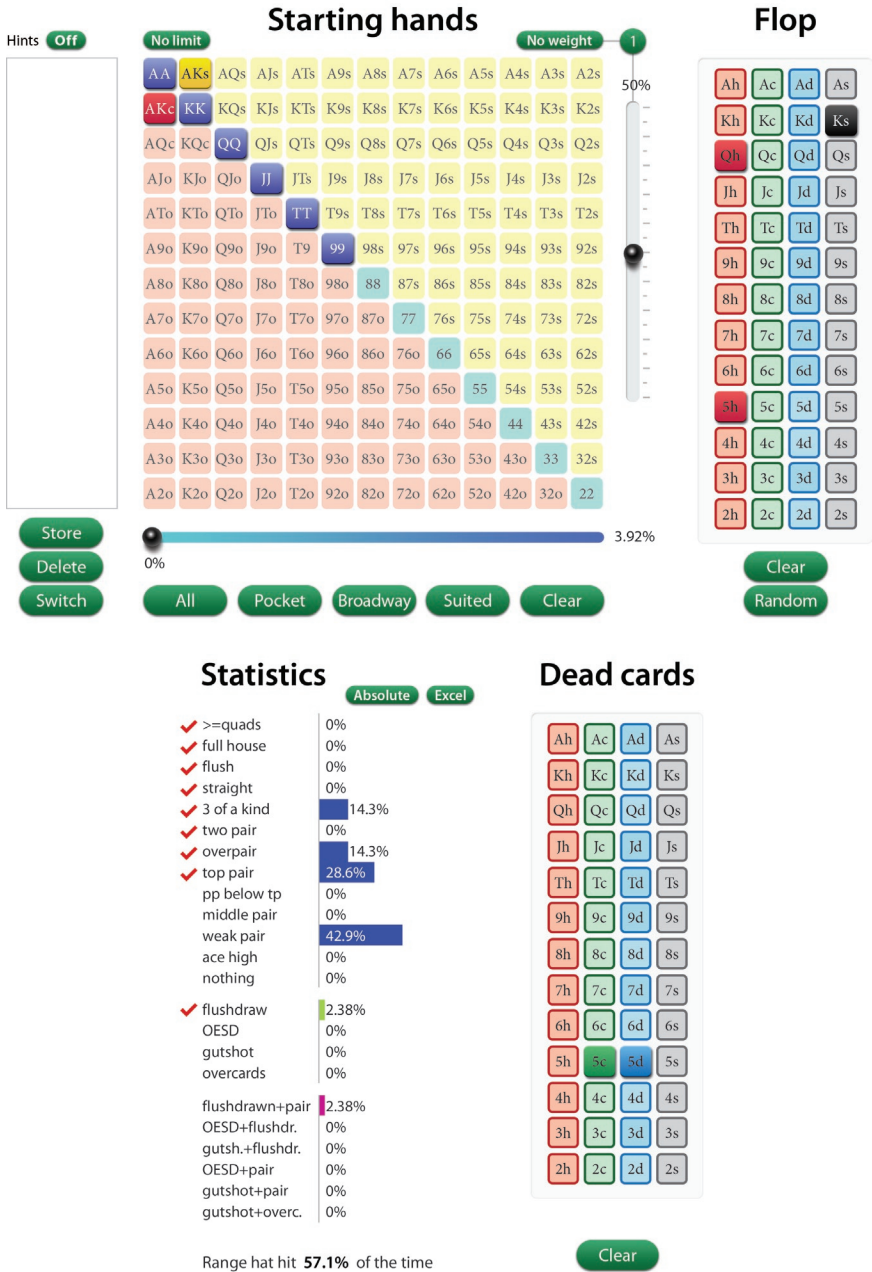 Starting hands
Flop
Hints Off
No limit
No weight 1
50%
AA AKs AQs AJs ATs A9s A8s A7s A6s A5s A4s A3s A2s
AKc KK KQs KJs KTs K9s K8s K7s K6s K5s K4s K3s K2s
AQc KQc QQ QJs QTs Q9s Q8s Q7s Q6s Q5s Q4s Q3s Q2s
AJo KJo QJo JJ JTs J9s J8s J7s J6s J5s J4s J3s J2s
ATo KTo QTo JTo TT T9s T8s T7s T6s T5s T4s T3s T2s
A9o K9o Q9o J9o T9 99 98s 97s 96s 95s 94s 93s 92s
A8o K8o Q8o J8o T8o 98o 88 87s 86s 85s 84s 83s 82s
A7o K7o Q7o J7o T7o 97o 87o 77 76s 75s 74s 73s 72s
A6o K6o Q6o J6o T6o 96o 86o 76o 66 65s 64s 63s 62s
A5o K5o Q5o J5o T5o 95o 85o 75o 65o 55 54s 53s 52s
A4o K4o Q4o J4o T4o 94o 84o 74o 64o 54o 44 43s 42s
A3o K3o Q3o J3o T3o 93o 83o 73o 63o 53o 43o 33 32s
A2o K2o Q2o J2o T2o 92o 82o 72o 62o 52o 42o 32o 22
Ah Ac Ad As
Kh Kc Kd Ks
Qh Qc Qd Qs
Jh Jc Jd Js
Th Tc Td Ts
9h 9c 9d 9s
8h 8c 8d 8s
7h 7c 7d 7s
6h 6c 6d 6s
5h 5c 5d 5s
4h 4c 4d 4s
3h 3c 3d 3s
2h 2c 2d 2s
Store
Delete
Switch
3.92%
0%
All Pocket Broadway Suited Clear
Clear
Random
Statistics
Absolute Excel
>=quads 0%
full house 0%
flush 0%
straight 0%
3 of a kind 14.3%
two pair 0%
overpair 14.3%
top pair 28.6%
pp below tp 0%
middle pair 0%
weak pair 42.9%
ace high 0%
nothing 0%
flushdraw 2.38%
OESD 0%
gutshot 0%
overcards 0%
flushdrawn+pair 2.38%
OESD+flushdr. 0%
gutsh.+flushdr. 0%
OESD+pair 0%
gutshot+pair 0%
gutshot+overc. 0%
Range hat hit 57.1% of the time
Dead cards
Ah Ac Ad As
Kh Kc Kd Ks
Qh Qc Qd Qs
Jh Jc Jd Js
Th Tc Td Ts
9h 9c 9d 9s
8h 8c 8d 8s
7h 7c 7d 7s
6h 6c 6d 6s
5h 5c 5d 5s
4h 4c 4d 4s
3h 3c 3d 3s
2h 2c 2d 2s
Clear